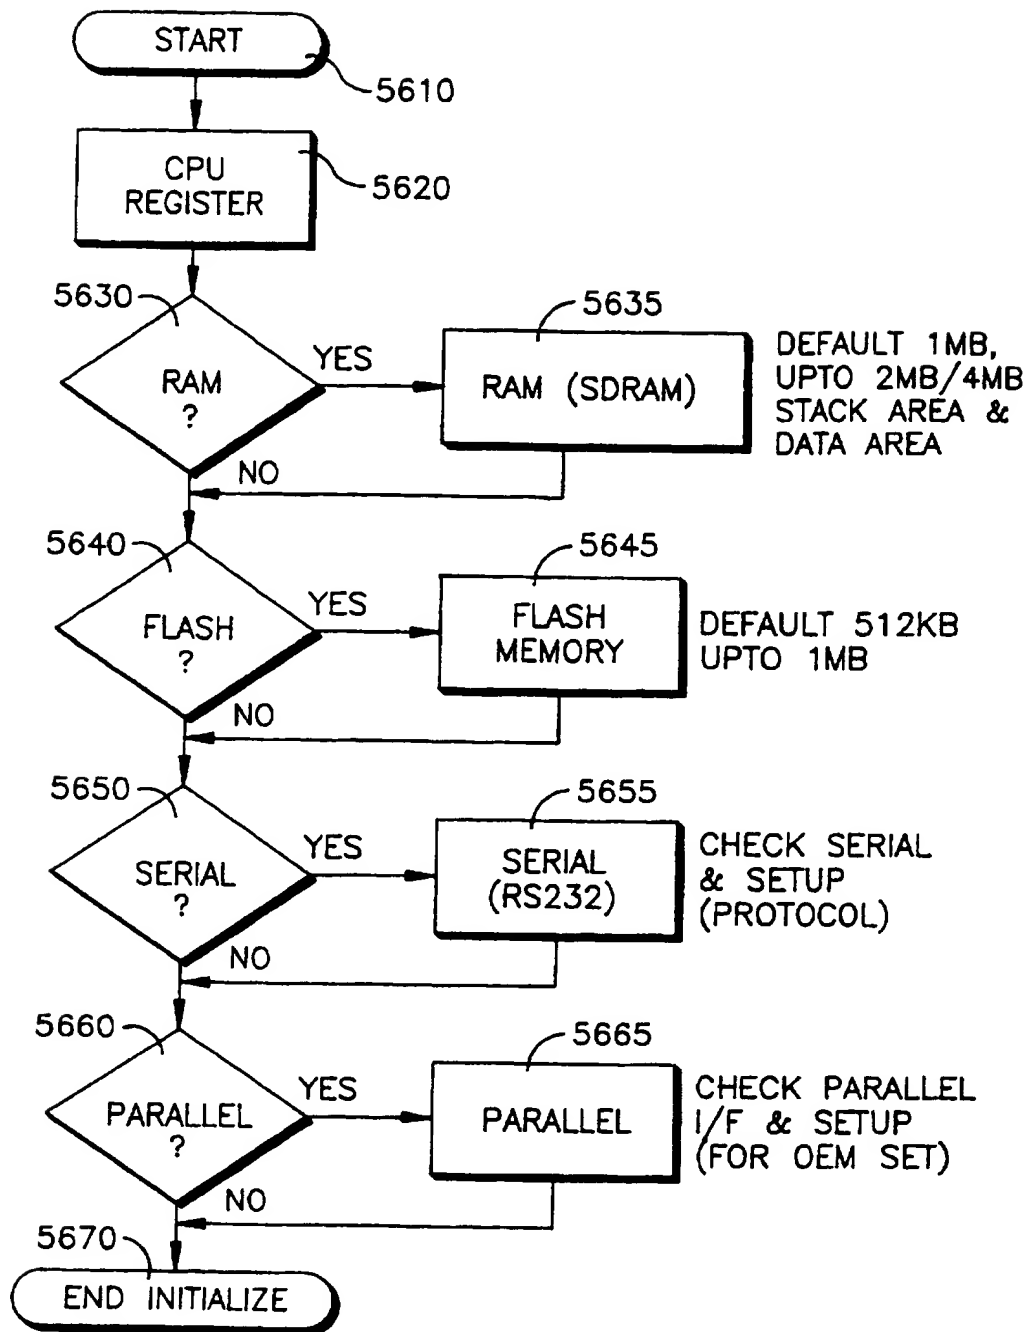 START
5610
CPU
REGISTER
5620
5630
RAM
?
YES
5635
RAM (SDRAM)
DEFAULT 1MB,
UPTO 2MB/4MB
STACK AREA &
DATA AREA
NO
5640
FLASH
?
YES
5645
FLASH
MEMORY
DEFAULT 512KB
UPTO 1MB
NO
5650
SERIAL
?
YES
5655
SERIAL
(RS232)
CHECK SERIAL
& SETUP
(PROTOCOL)
NO
5660
PARALLEL
?
YES
5665
PARALLEL
CHECK PARALLEL
I/F & SETUP
(FOR OEM SET)
NO
5670
END INITIALIZE